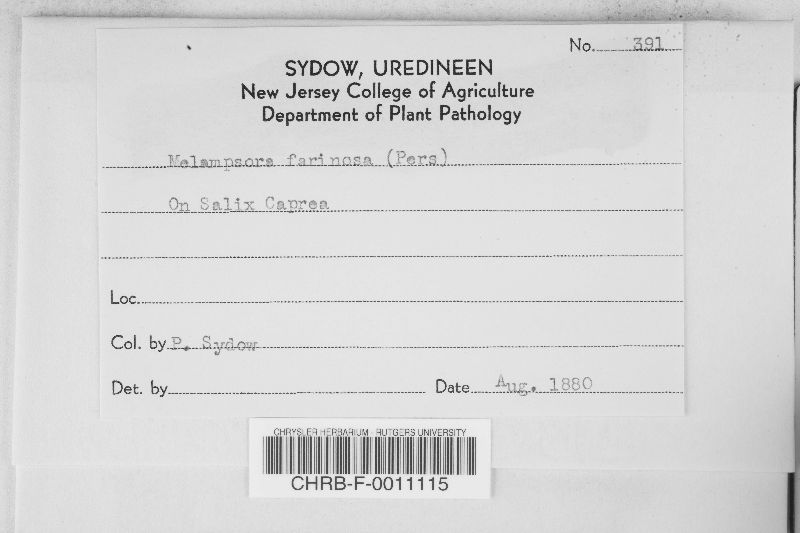 No. 391
SYDOW, UREDINEEN
New Jersey College of Agriculture
Department of Plant Pathology
Melampsora farinosa (Pers)
On Salix Caprea
Loc.
Col. by P. Sydow
Det. by Date Aug. 1880
CHRYSLER HERBARIUM - RUTGERS UNIVERSITY
CHRB-F-0011115